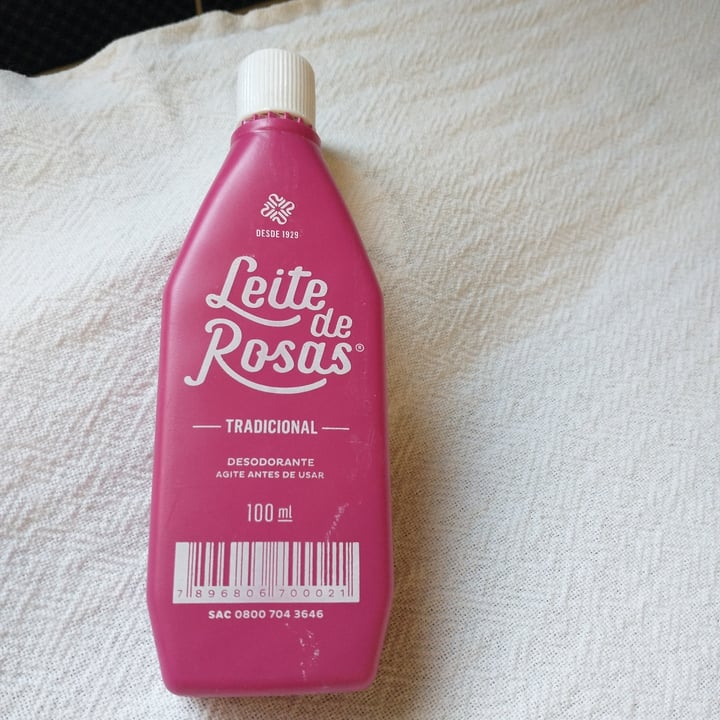 DESDE 1929
Leite
de
Rosas®
TRADICIONAL
DESODORANTE
AGITE ANTES DE USAR
100 ml
7 896806 700021
SAC 0800 704 3646